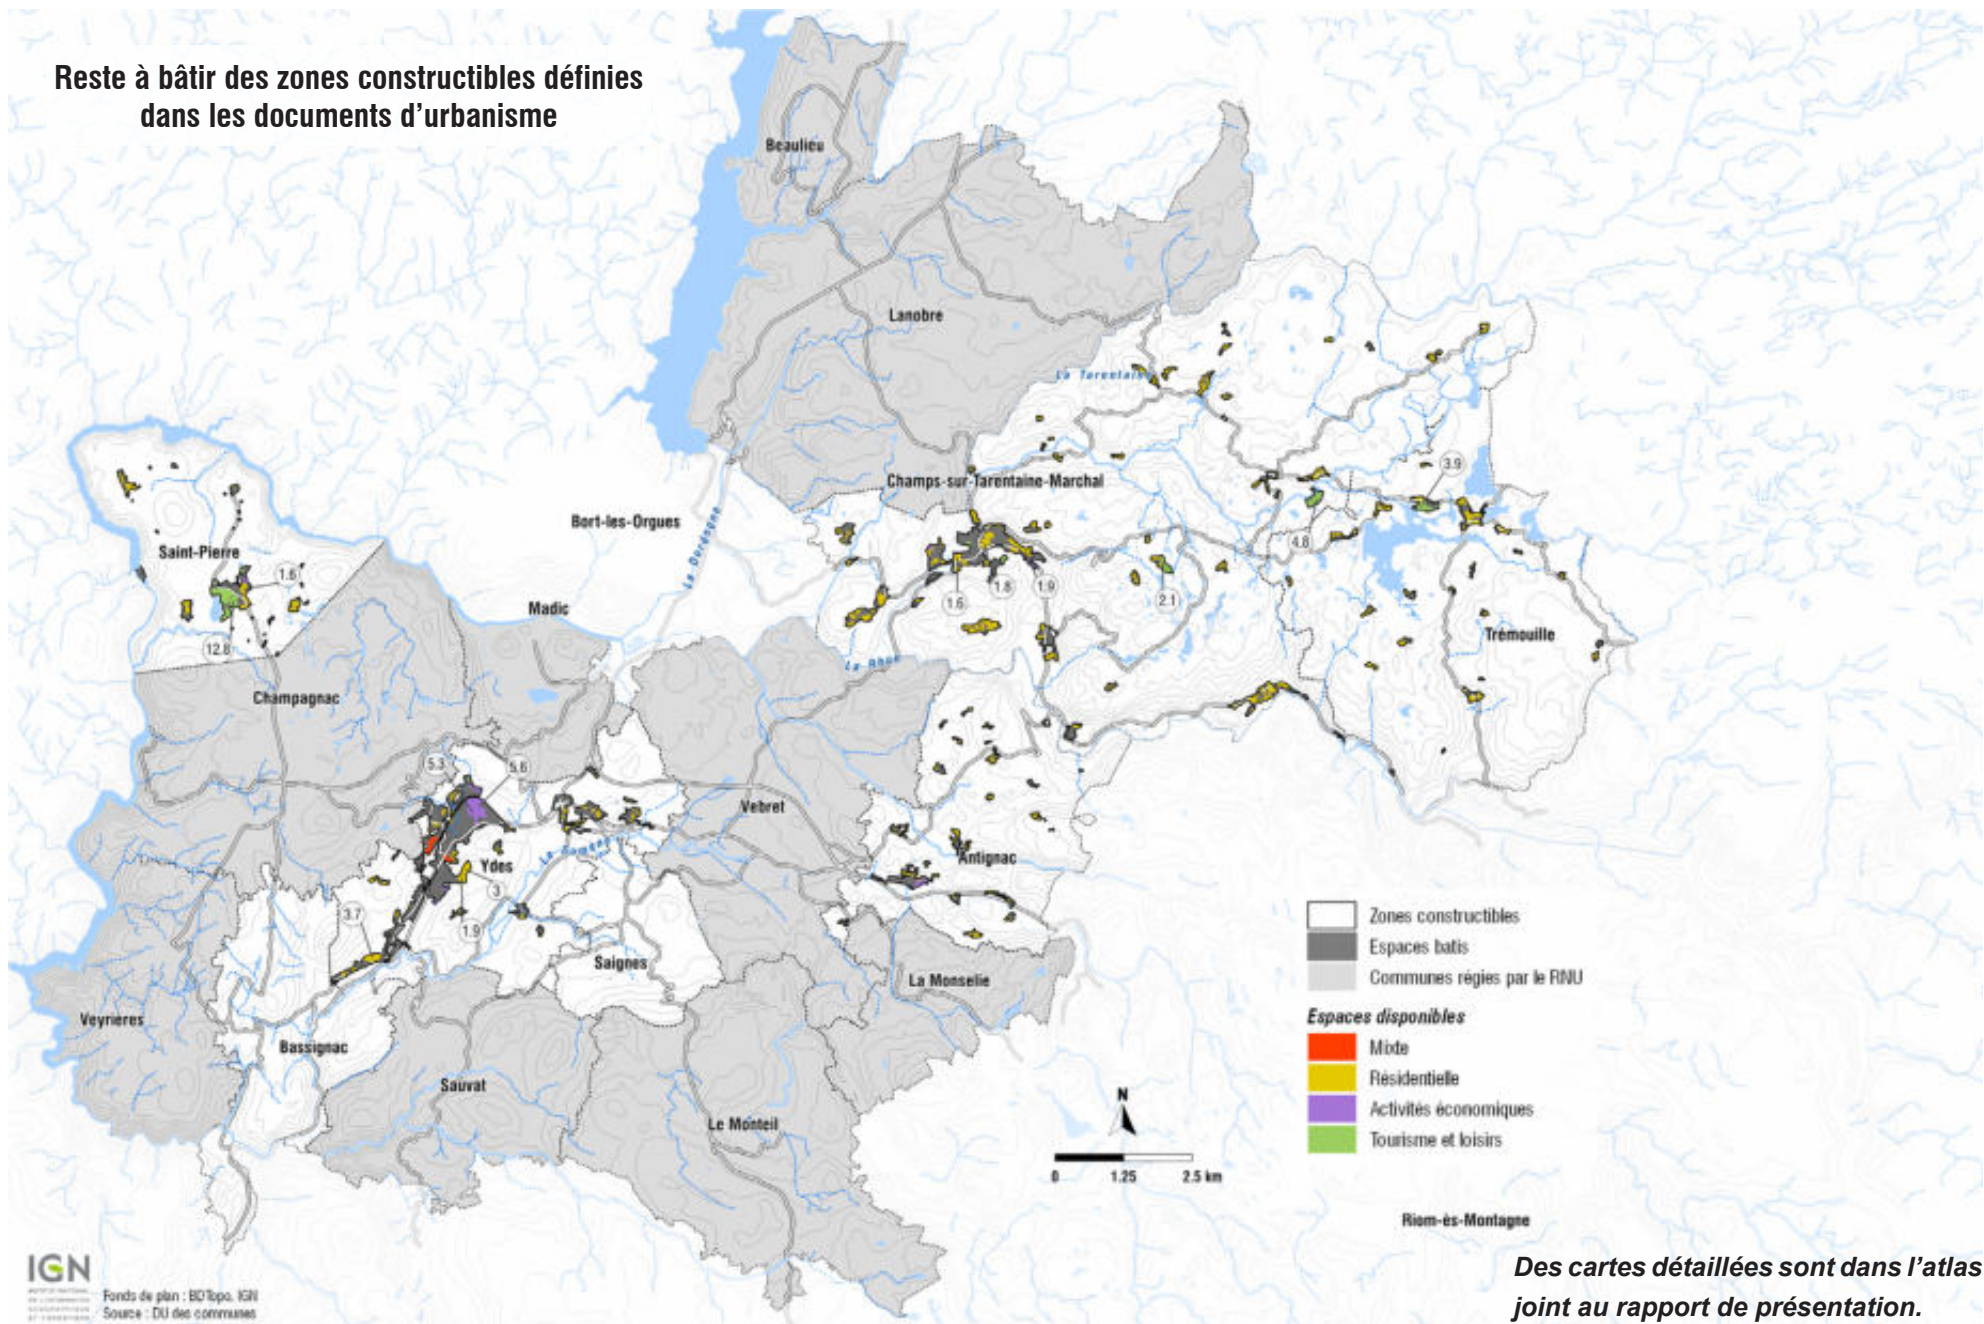 Reste à bâtir des zones constructibles définies
dans les documents d'urbanisme
Beaulieu
Lanobre
La Tarentaine
Champs-sur-Tarentaine-Marchal
3.9
Bort-les-Orgues
La Dordogne
4.8
Saint-Pierre
1.6
1.8
1.9
1.6
2.1
Madic
Trémouille
12.8
La Rhue
Champagnac
5.3
5.6
Vebret
Ydes
Antignac
3
3.7
1.9
Saignes
La Monselie
Veyrieres
Bassignac
Sauvat
Le Monteil
Zones constructibles
Espaces batis
Communes régies par le RNU
Espaces disponibles
Mixte
Résidentielle
Activités économiques
Tourisme et loisirs
N
0 1.25 2.5 km
Riom-ès-Montagne
IGN
Fonds de plan : BDTopo, IGN
Source : DU des communes
Des cartes détaillées sont dans l'atlas
joint au rapport de présentation.